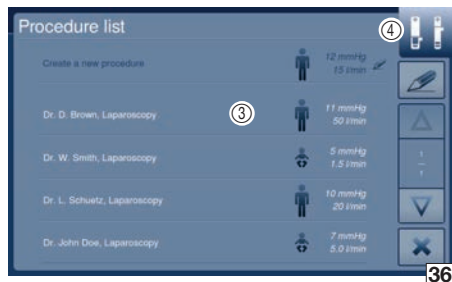 Procedure list
④
Create a new procedure
12 mmHg
15 l/min
Dr. D. Brown, Laparoscopy
③
11 mmHg
50 l/min
Dr. W. Smith, Laparoscopy
5 mmHg
1.5 l/min
1
1
Dr. L. Schuetz, Laparoscopy
10 mmHg
20 l/min
Dr. John Doe, Laparoscopy
7 mmHg
5.0 l/min
36